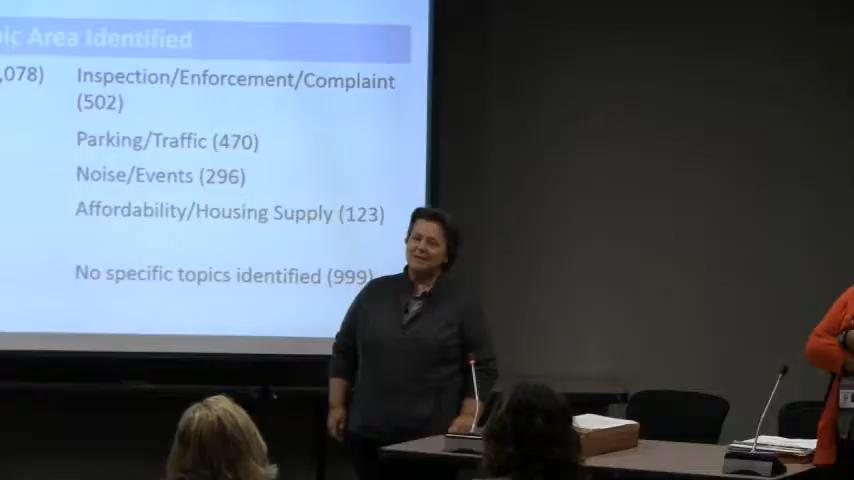 ic Area Identified
,078)
Inspection/Enforcement/Complaint
(502)
Parking/Traffic (470)
Noise/Events (296)
Affordability/Housing Supply (123)
No specific topics identified (999)